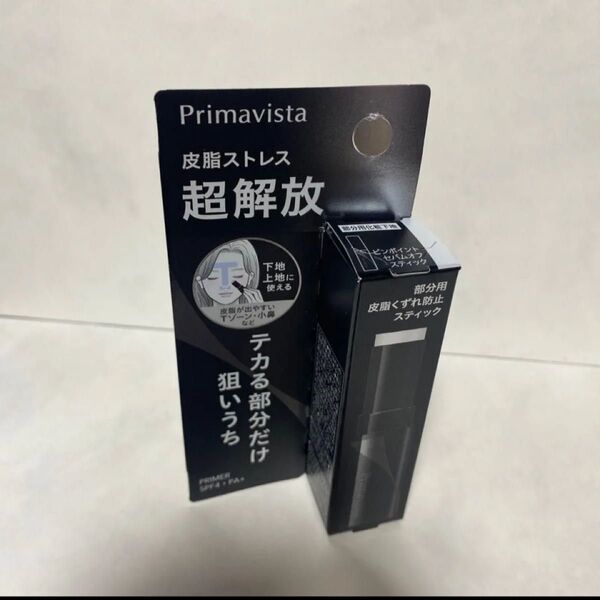 Primavista
皮脂ストレス
超解放
下地
上地に
使える
皮脂が出やすい
Tゾーン・小鼻
など
テカる部分だけ
狙いうち
PRIMER
SPF4・PA+
部分用化粧下地
ピンポイント
セバムオフ
スティック
部分用
皮脂くずれ防止
スティック